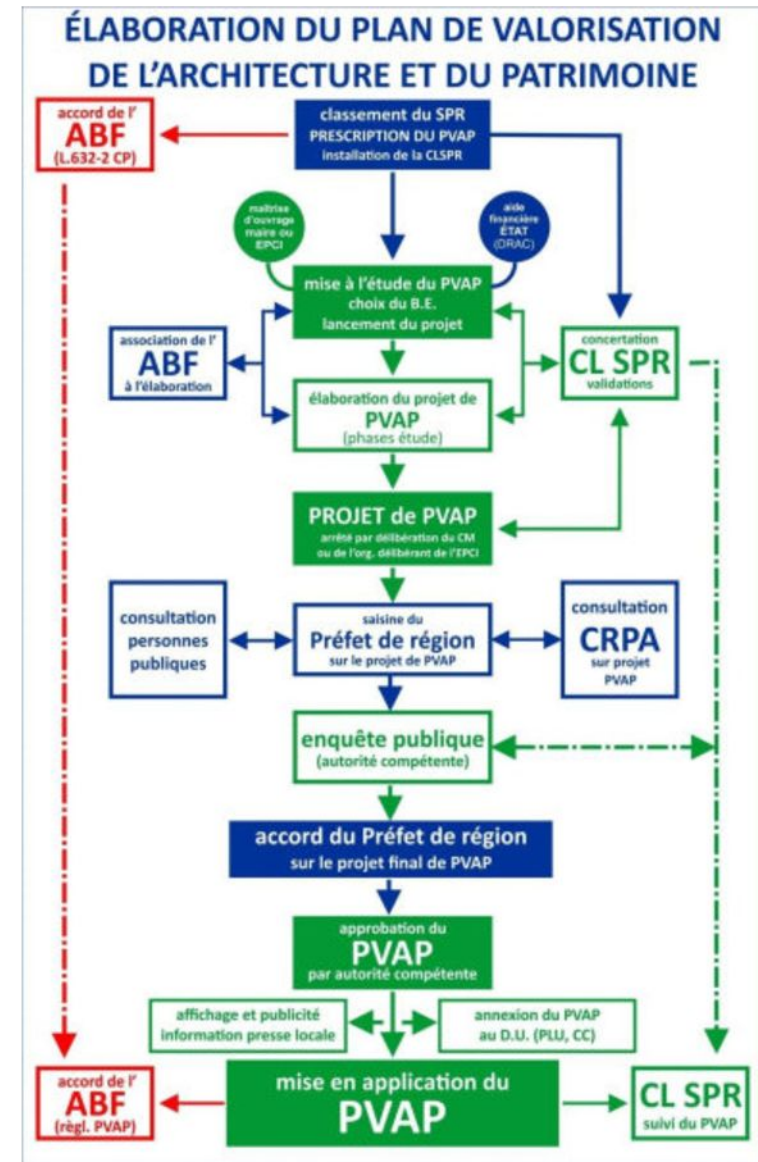 ÉLABORATION DU PLAN DE VALORISATION
DE L'ARCHITECTURE ET DU PATRIMOINE
accord de l'
ABF
(L.632-2 CP)
classement du SPR
PRESCRIPTION DU PVAP
installation de la CLSPR
maîtrise
d'ouvrage
maire ou
EPCI
aide
financière
ÉTAT
(DRAC)
mise à l'étude du PVAP
choix du B.E.
lancement du projet
association de l'
ABF
à l'élaboration
concertation
CL SPR
validations
élaboration du projet de
PVAP
(phases étude)
PROJET de PVAP
arrêté par délibération du CM
ou de l'org. délibérant de l'EPCI
consultation
personnes
publiques
saisine du
Préfet de région
sur le projet de PVAP
consultation
CRPA
sur projet
PVAP
enquête publique
(autorité compétente)
accord du Préfet de région
sur le projet final de PVAP
approbation du
PVAP
par autorité compétente
affichage et publicité
information presse locale
annexion du PVAP
au D.U. (PLU, CC)
accord de l'
ABF
(règl. PVAP)
mise en application du
PVAP
CL SPR
suivi du PVAP